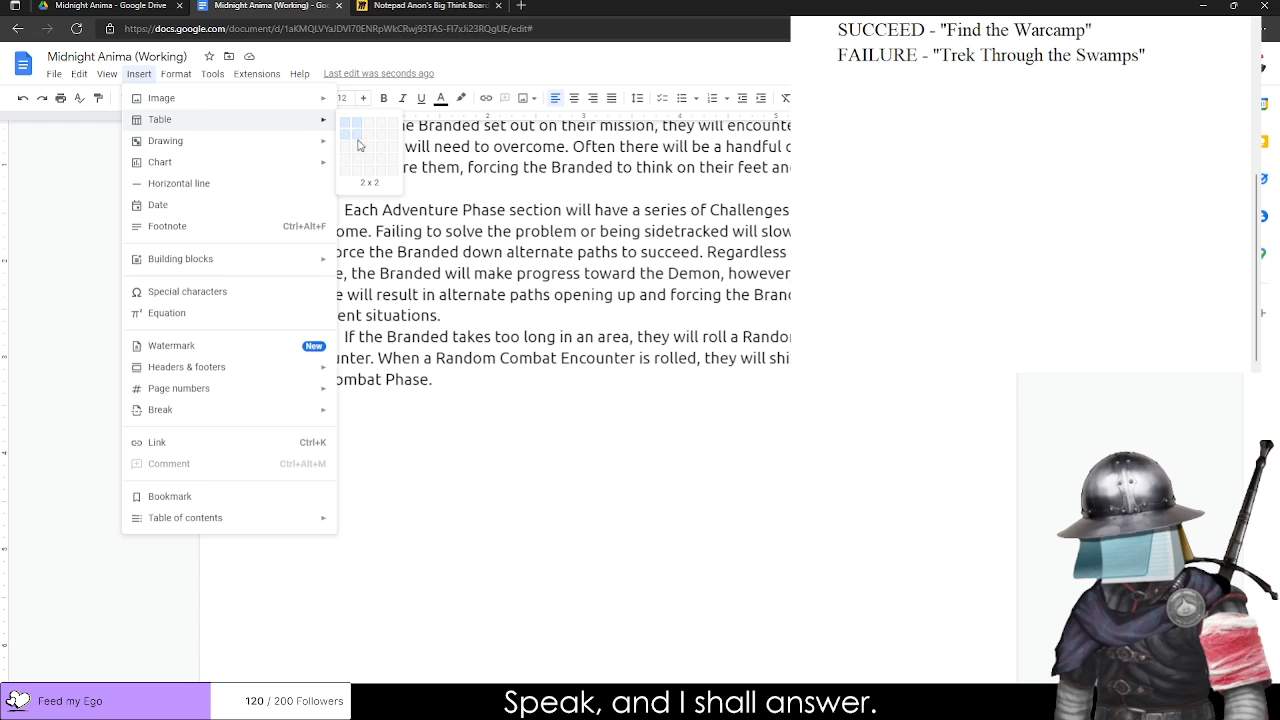 Midnight Anima (Working) - Goo
Notepad Anon's Big Think Board
https://docs.google.com/document/d/1aKMQLVYaJDVl70ENRpWkCRwj93TAS-FI7xJi23RQgUE/edit#
Midnight Anima (Working)
File Edit View Insert Format Tools Extensions Help Last edit was seconds ago
12
SUCCEED - "Find the Warcamp"
FAILURE - "Trek Through the Swamps"
Image
Table
Drawing
Chart
Horizontal line
Date
Footnote Ctrl+Alt+F
Building blocks
Special characters
Equation
Watermark New
Headers & footers
Page numbers
Break
Link Ctrl+K
Comment Ctrl+Alt+M
Bookmark
Table of contents
2 x 2
he Branded set out on their mission, they will encounte
will need to overcome. Often there will be a handful o
re them, forcing the Branded to think on their feet an
Each Adventure Phase section will have a series of Challenges
ome. Failing to solve the problem or being sidetracked will slow
orce the Branded down alternate paths to succeed. Regardless
e, the Branded will make progress toward the Demon, however
e will result in alternate paths opening up and forcing the Bran
ent situations.
If the Branded takes too long in an area, they will roll a Rando
unter. When a Random Combat Encounter is rolled, they will shi
ombat Phase.
Feed my Ego
120 / 200 Followers
Speak, and I shall answer.